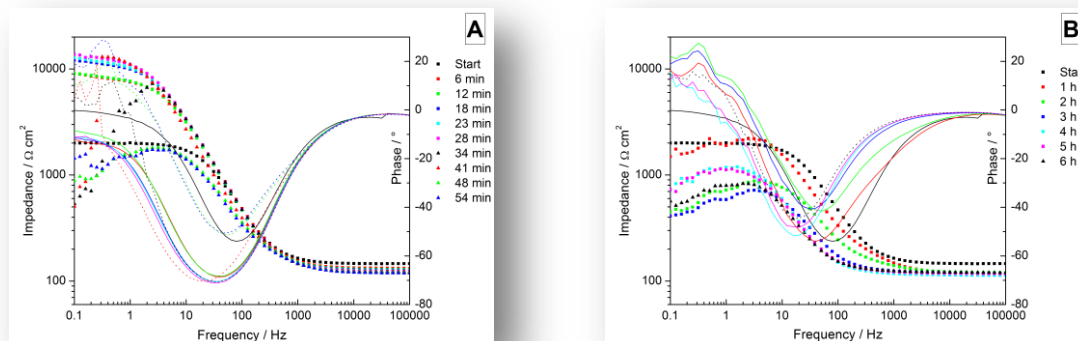 A
10000
1000
100
Impedance / Ω cm²
20
0
-20
-40
-60
-80
Phase / °
0.1 1 10 100 1000 10000 100000
Frequency / Hz
Start
6 min
12 min
18 min
23 min
28 min
34 min
41 min
48 min
54 min
B
10000
1000
100
Impedance / Ω cm²
20
0
-20
-40
-60
-80
Phase / °
0.1 1 10 100 1000 10000 100000
Frequency / Hz
Sta
1 h
2 h
3 h
4 h
5 h
6 h